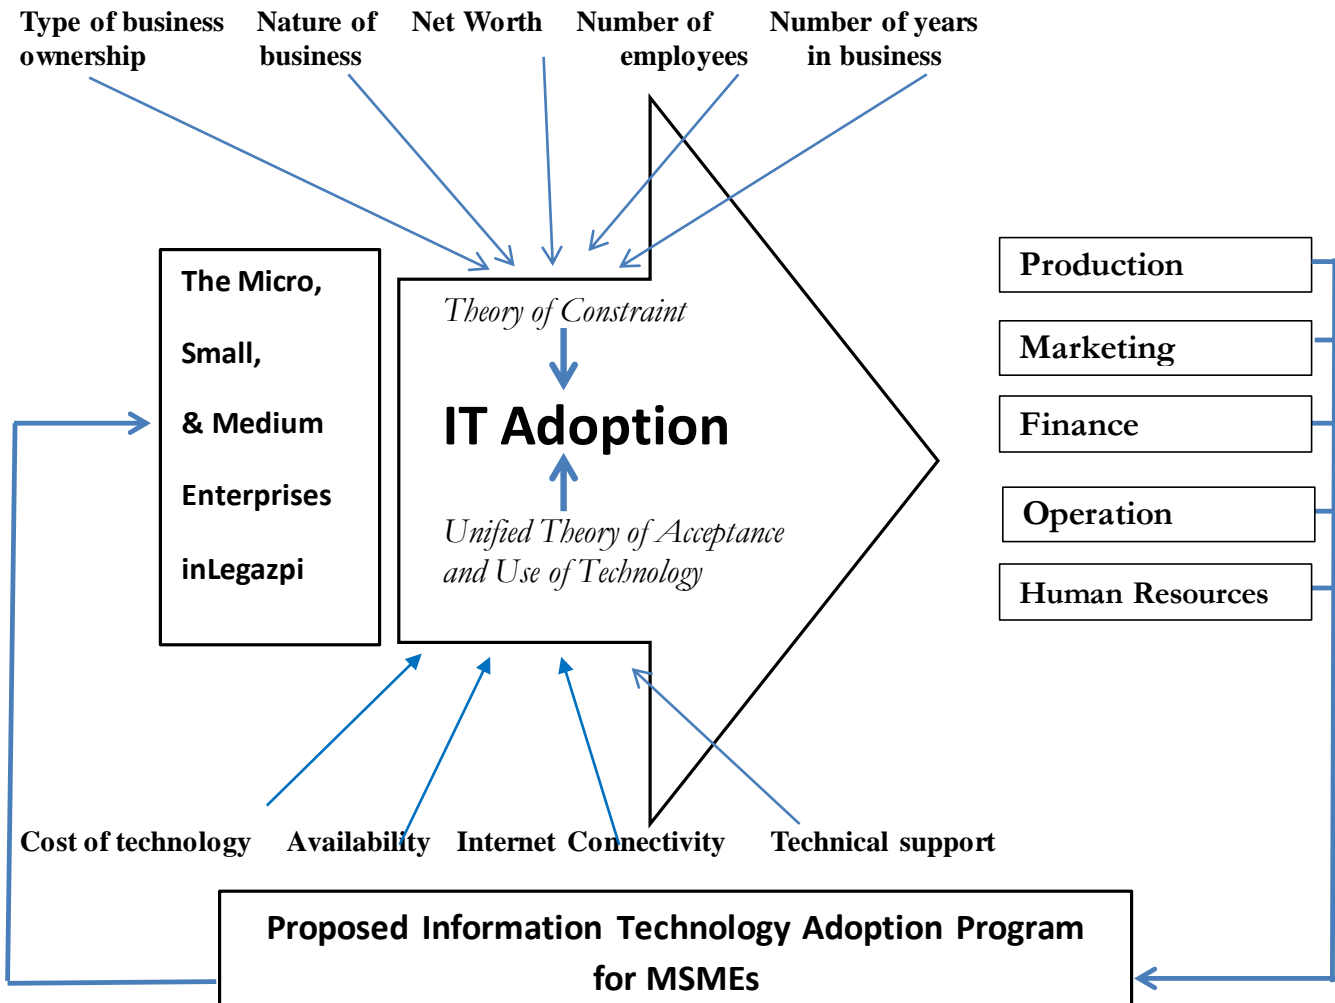 Type of business
ownership
Nature of
business
Net Worth
Number of
employees
Number of years
in business
The Micro,
Small,
& Medium
Enterprises
inLegazpi
Theory of Constraint
IT Adoption
Unified Theory of Acceptance
and Use of Technology
Production
Marketing
Finance
Operation
Human Resources
Cost of technology
Availability
Internet Connectivity
Technical support
Proposed Information Technology Adoption Program
for MSMEs